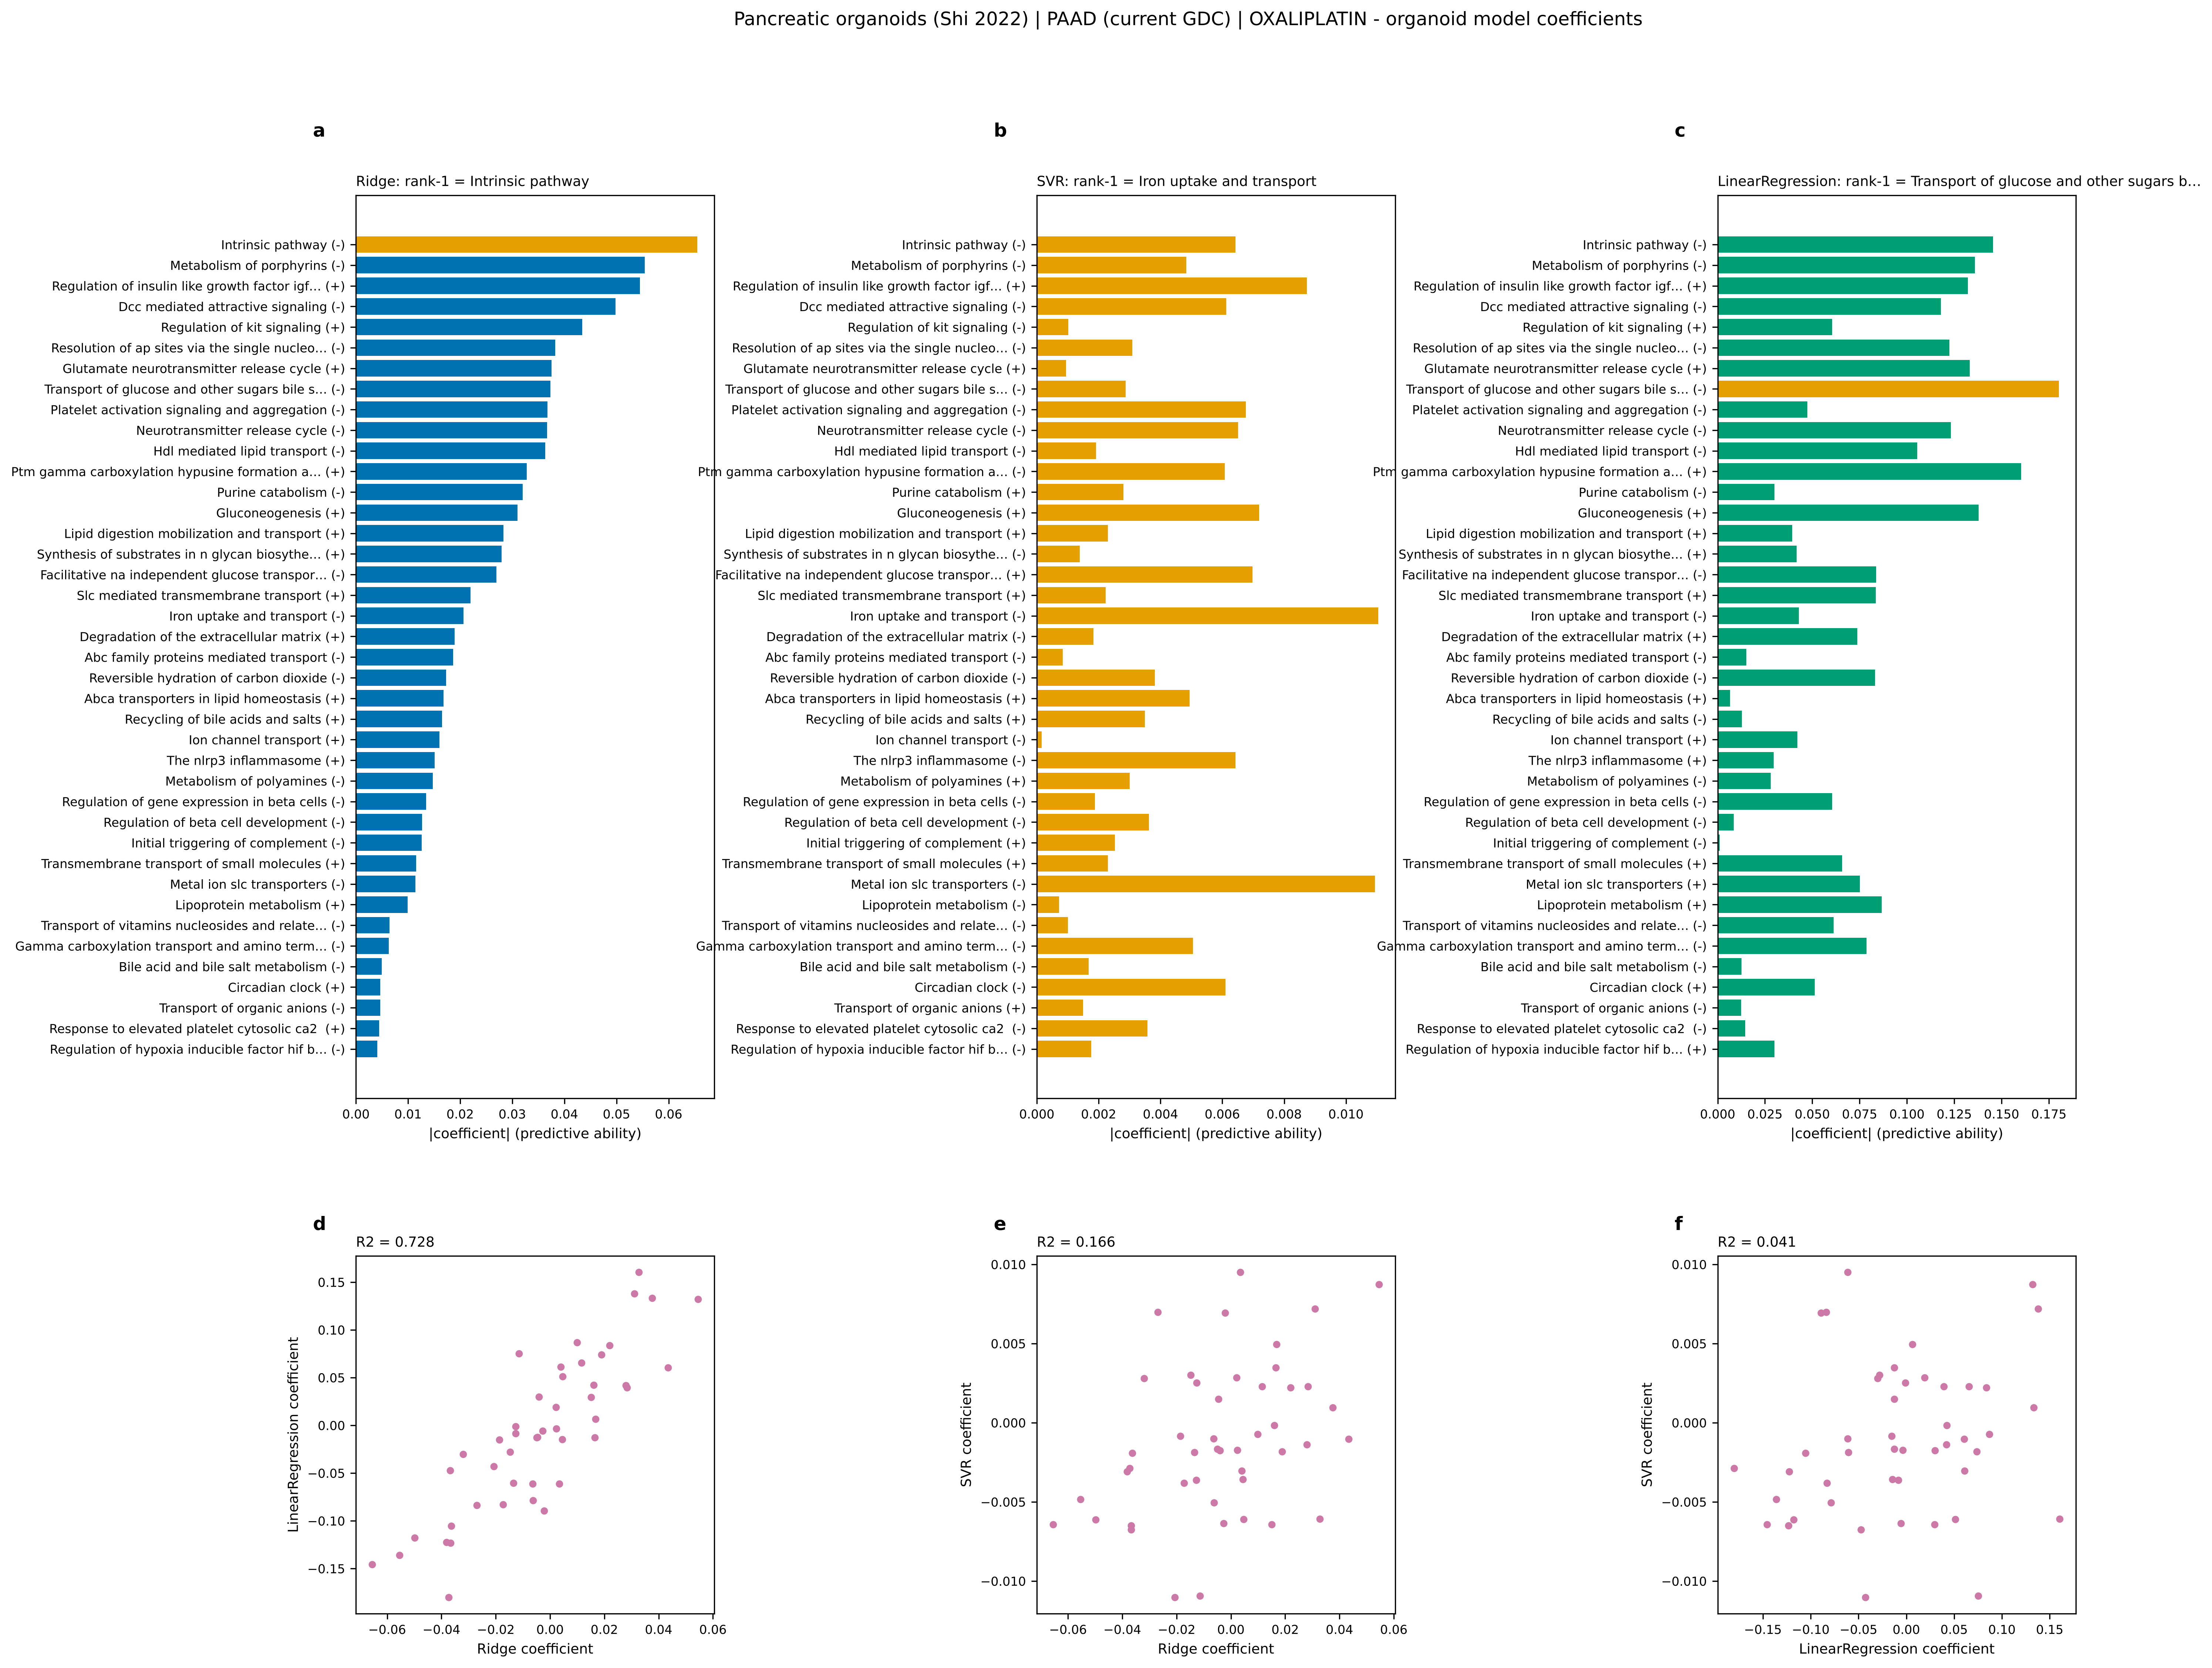 Pancreatic organoids (Shi 2022) | PAAD (current GDC) | OXALIPLATIN - organoid model coefficients
a
Ridge: rank-1 = Intrinsic pathway
Intrinsic pathway (-)
Metabolism of porphyrins (-)
Regulation of insulin like growth factor igf... (+)
Dcc mediated attractive signaling (-)
Regulation of kit signaling (+)
Resolution of ap sites via the single nucleo... (-)
Glutamate neurotransmitter release cycle (+)
Transport of glucose and other sugars bile s... (-)
Platelet activation signaling and aggregation (-)
Neurotransmitter release cycle (-)
Hdl mediated lipid transport (-)
Ptm gamma carboxylation hypusine formation a... (+)
Purine catabolism (-)
Gluconeogenesis (+)
Lipid digestion mobilization and transport (+)
Synthesis of substrates in n glycan biosythe... (+)
Facilitative na independent glucose transpor... (-)
Slc mediated transmembrane transport (+)
Iron uptake and transport (-)
Degradation of the extracellular matrix (+)
Abc family proteins mediated transport (-)
Reversible hydration of carbon dioxide (-)
Abca transporters in lipid homeostasis (+)
Recycling of bile acids and salts (+)
Ion channel transport (+)
The nlrp3 inflammasome (+)
Metabolism of polyamines (-)
Regulation of gene expression in beta cells (-)
Regulation of beta cell development (-)
Initial triggering of complement (-)
Transmembrane transport of small molecules (+)
Metal ion slc transporters (-)
Lipoprotein metabolism (+)
Transport of vitamins nucleosides and relate... (-)
Gamma carboxylation transport and amino term... (-)
Bile acid and bile salt metabolism (-)
Circadian clock (+)
Transport of organic anions (-)
Response to elevated platelet cytosolic ca2  (+)
Regulation of hypoxia inducible factor hif b... (-)
0.00 0.01 0.02 0.03 0.04 0.05 0.06
|coefficient| (predictive ability)
b
SVR: rank-1 = Iron uptake and transport
Intrinsic pathway (-)
Metabolism of porphyrins (-)
Regulation of insulin like growth factor igf... (+)
Dcc mediated attractive signaling (-)
Regulation of kit signaling (-)
Resolution of ap sites via the single nucleo... (-)
Glutamate neurotransmitter release cycle (+)
Transport of glucose and other sugars bile s... (-)
Platelet activation signaling and aggregation (-)
Neurotransmitter release cycle (-)
Hdl mediated lipid transport (-)
Ptm gamma carboxylation hypusine formation a... (-)
Purine catabolism (+)
Gluconeogenesis (+)
Lipid digestion mobilization and transport (+)
Synthesis of substrates in n glycan biosythe... (-)
Facilitative na independent glucose transpor... (+)
Slc mediated transmembrane transport (+)
Iron uptake and transport (-)
Degradation of the extracellular matrix (-)
Abc family proteins mediated transport (-)
Reversible hydration of carbon dioxide (-)
Abca transporters in lipid homeostasis (+)
Recycling of bile acids and salts (+)
Ion channel transport (-)
The nlrp3 inflammasome (-)
Metabolism of polyamines (+)
Regulation of gene expression in beta cells (-)
Regulation of beta cell development (-)
Initial triggering of complement (+)
Transmembrane transport of small molecules (+)
Metal ion slc transporters (-)
Lipoprotein metabolism (-)
Transport of vitamins nucleosides and relate... (-)
Gamma carboxylation transport and amino term... (-)
Bile acid and bile salt metabolism (-)
Circadian clock (-)
Transport of organic anions (+)
Response to elevated platelet cytosolic ca2  (-)
Regulation of hypoxia inducible factor hif b... (-)
0.000 0.002 0.004 0.006 0.008 0.010
|coefficient| (predictive ability)
c
LinearRegression: rank-1 = Transport of glucose and other sugars b...
Intrinsic pathway (-)
Metabolism of porphyrins (-)
Regulation of insulin like growth factor igf... (+)
Dcc mediated attractive signaling (-)
Regulation of kit signaling (+)
Resolution of ap sites via the single nucleo... (-)
Glutamate neurotransmitter release cycle (+)
Transport of glucose and other sugars bile s... (-)
Platelet activation signaling and aggregation (-)
Neurotransmitter release cycle (-)
Hdl mediated lipid transport (-)
Ptm gamma carboxylation hypusine formation a... (+)
Purine catabolism (-)
Gluconeogenesis (+)
Lipid digestion mobilization and transport (+)
Synthesis of substrates in n glycan biosythe... (+)
Facilitative na independent glucose transpor... (-)
Slc mediated transmembrane transport (+)
Iron uptake and transport (-)
Degradation of the extracellular matrix (+)
Abc family proteins mediated transport (-)
Reversible hydration of carbon dioxide (-)
Abca transporters in lipid homeostasis (+)
Recycling of bile acids and salts (-)
Ion channel transport (+)
The nlrp3 inflammasome (+)
Metabolism of polyamines (-)
Regulation of gene expression in beta cells (-)
Regulation of beta cell development (-)
Initial triggering of complement (-)
Transmembrane transport of small molecules (+)
Metal ion slc transporters (+)
Lipoprotein metabolism (+)
Transport of vitamins nucleosides and relate... (-)
Gamma carboxylation transport and amino term... (-)
Bile acid and bile salt metabolism (-)
Circadian clock (+)
Transport of organic anions (-)
Response to elevated platelet cytosolic ca2  (-)
Regulation of hypoxia inducible factor hif b... (+)
0.000 0.025 0.050 0.075 0.100 0.125 0.150 0.175
|coefficient| (predictive ability)
d
R2 = 0.728
LinearRegression coefficient
0.15
0.10
0.05
0.00
−0.05
−0.10
−0.15
−0.06 −0.04 −0.02 0.00 0.02 0.04 0.06
Ridge coefficient
e
R2 = 0.166
SVR coefficient
0.010
0.005
0.000
−0.005
−0.010
−0.06 −0.04 −0.02 0.00 0.02 0.04 0.06
Ridge coefficient
f
R2 = 0.041
SVR coefficient
0.010
0.005
0.000
−0.005
−0.010
−0.15 −0.10 −0.05 0.00 0.05 0.10 0.15
LinearRegression coefficient